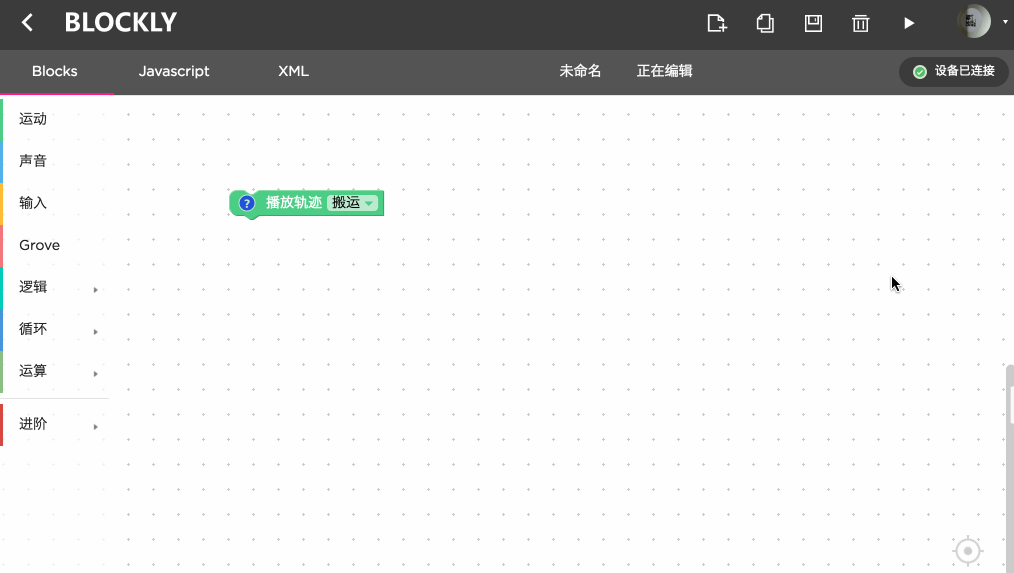 BLOCKLY
Blocks Javascript XML 未命名 正在编辑 设备已连接
运动
声音
输入
? 播放轨迹 搬运
Grove
逻辑
循环
运算
进阶